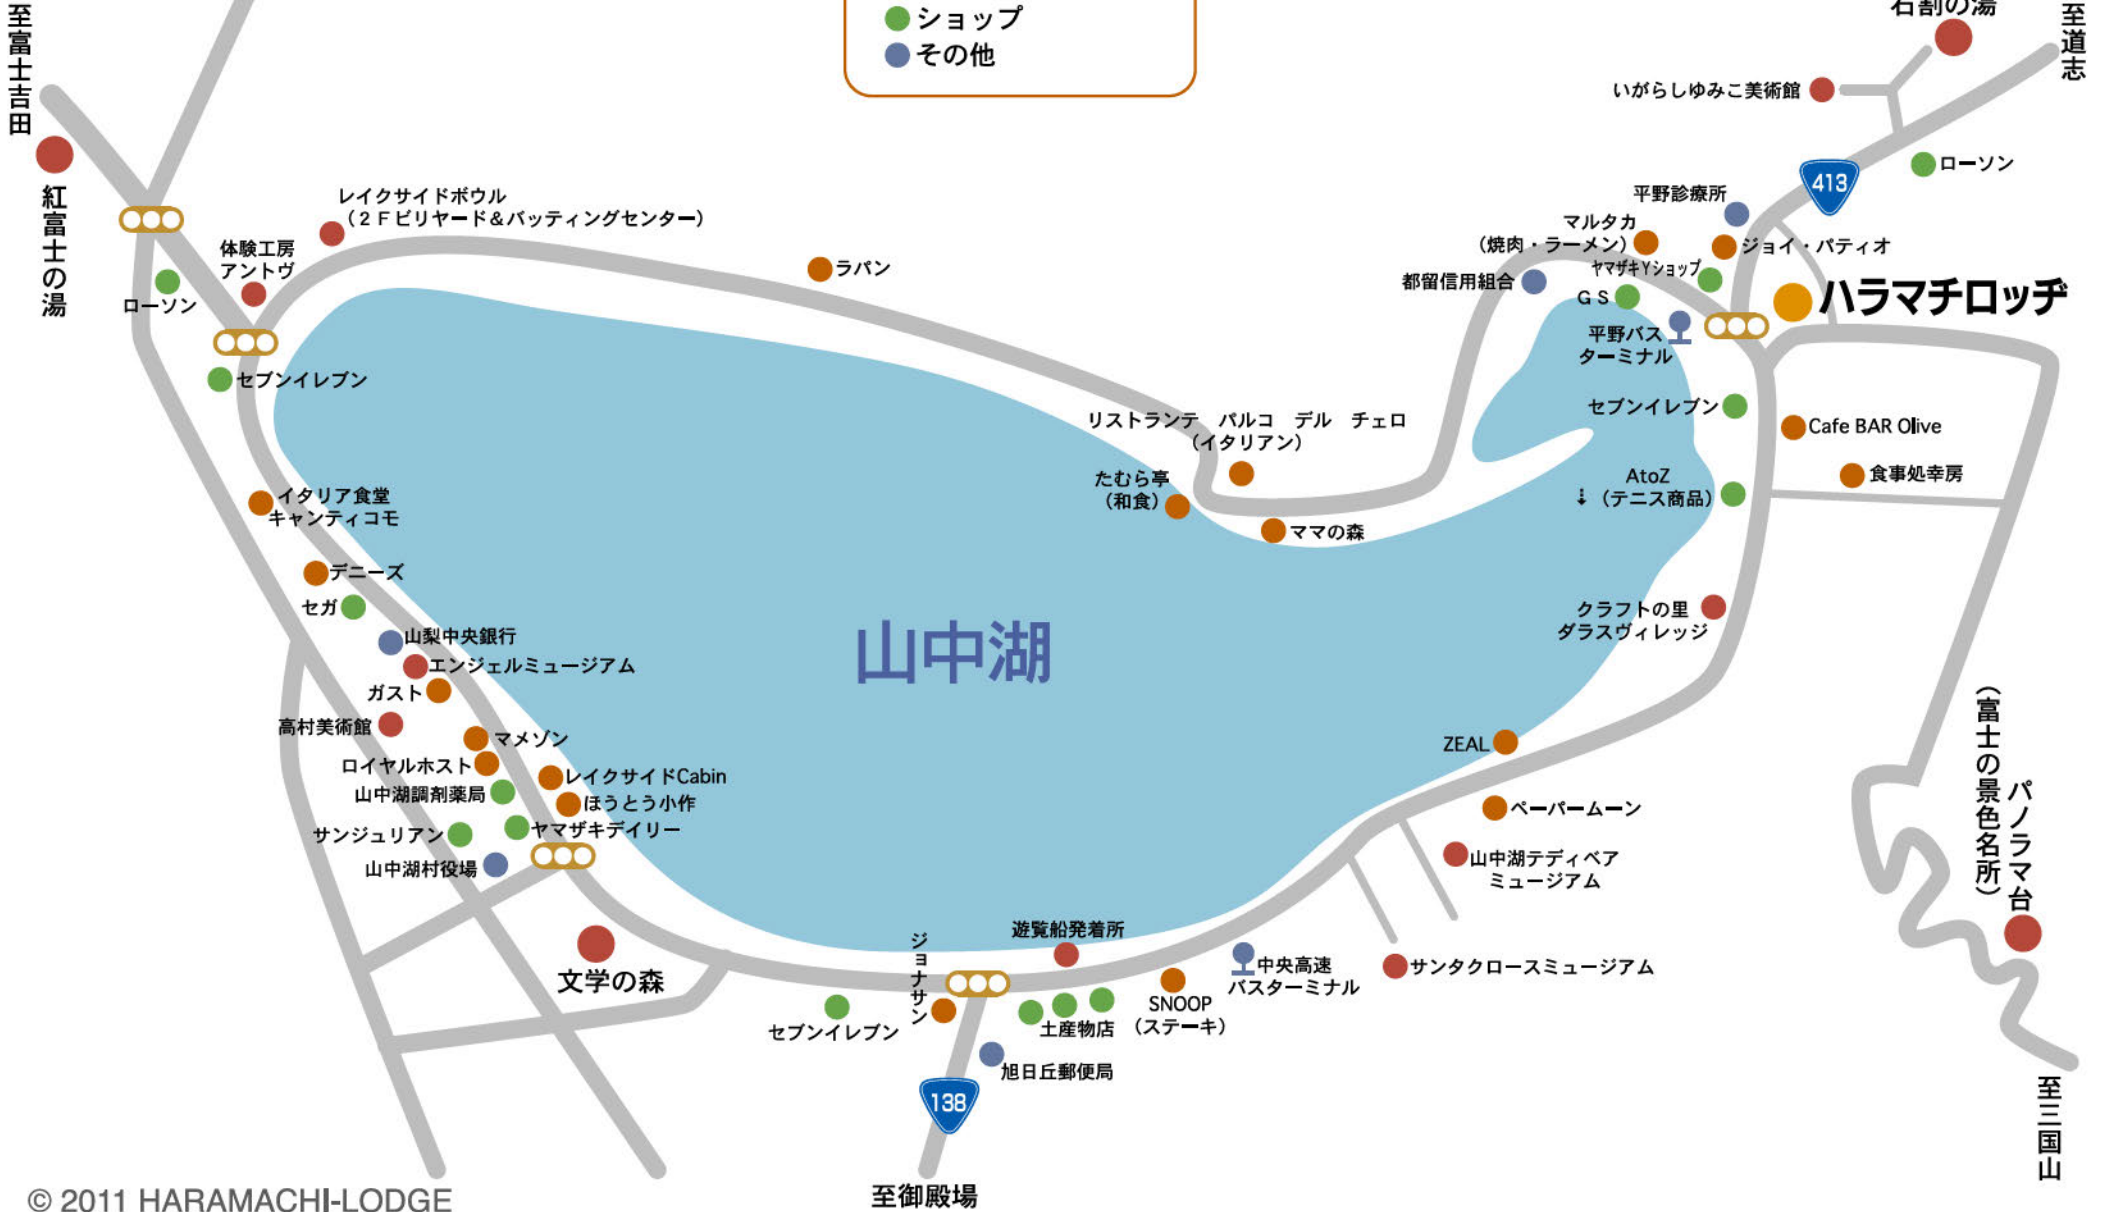 至富士吉田
ショップ
その他
石割の湯
至道志
いがらしゆみこ美術館
ローソン
413
紅富士の湯
レイクサイドボウル
（２Ｆビリヤード＆バッティングセンター）
体験工房
アントヴ
ローソン
セブンイレブン
ラパン
平野診療所
マルタカ
（焼肉・ラーメン）
ジョイ・パティオ
ヤマザキＹショップ
都留信用組合
ＧＳ
ハラマチロッヂ
平野バス
ターミナル
セブンイレブン
Cafe BAR Olive
食事処幸房
AtoZ
⇣（テニス商品）
リストランテ　パルコ　デル　チェロ
（イタリアン）
たむら亭
（和食）
ママの森
イタリア食堂
キャンティコモ
デニーズ
セガ
山梨中央銀行
エンジェルミュージアム
ガスト
高村美術館
マメゾン
ロイヤルホスト
レイクサイドCabin
山中湖調剤薬局
ほうとう小作
サンジュリアン
ヤマザキデイリー
山中湖村役場
山中湖
クラフトの里
ダラスヴィレッジ
ZEAL
ペーパームーン
山中湖テディベア
ミュージアム
サンタクロースミュージアム
パノラマ台
（富士の景色名所）
至三国山
文学の森
セブンイレブン
ジョナサン
遊覧船発着所
土産物店
SNOOP
（ステーキ）
中央高速
バスターミナル
旭日丘郵便局
138
至御殿場
© 2011 HARAMACHI-LODGE